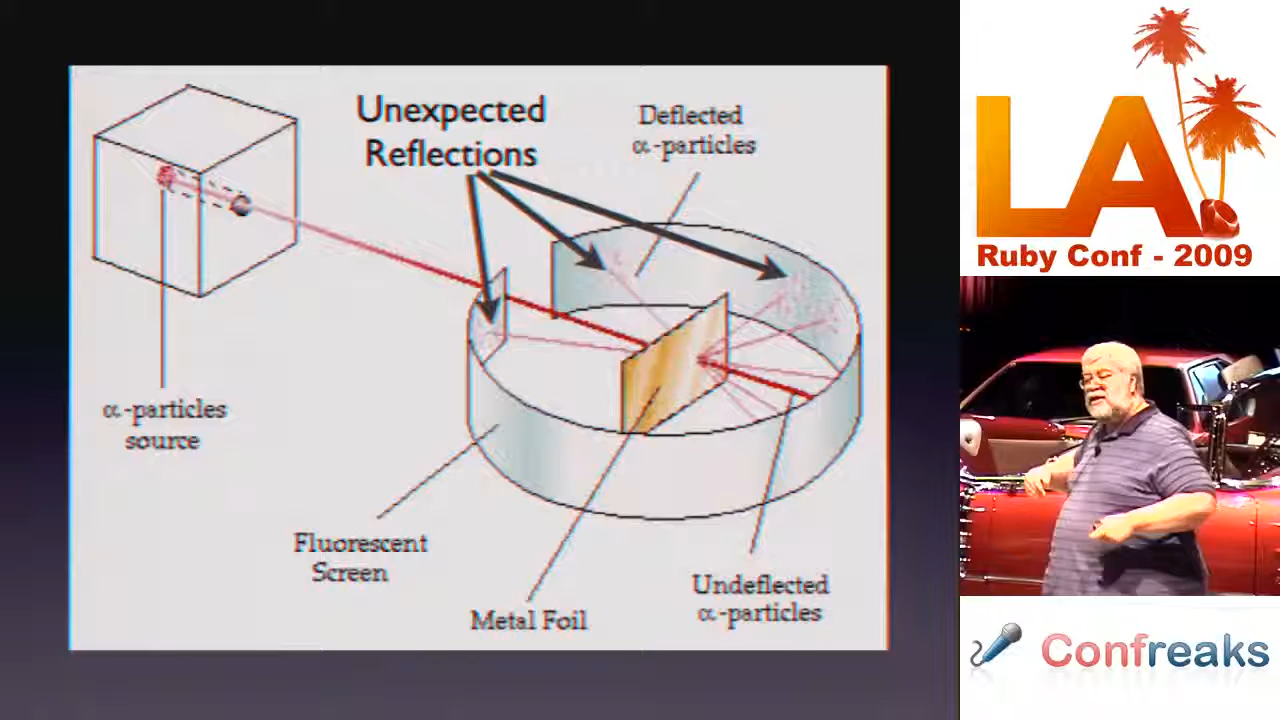 Unexpected
Reflections
Deflected
α-particles
α-particles
source
Fluorescent
Screen
Metal Foil
Undeflected
α-particles
LA
Ruby Conf - 2009
Confreaks